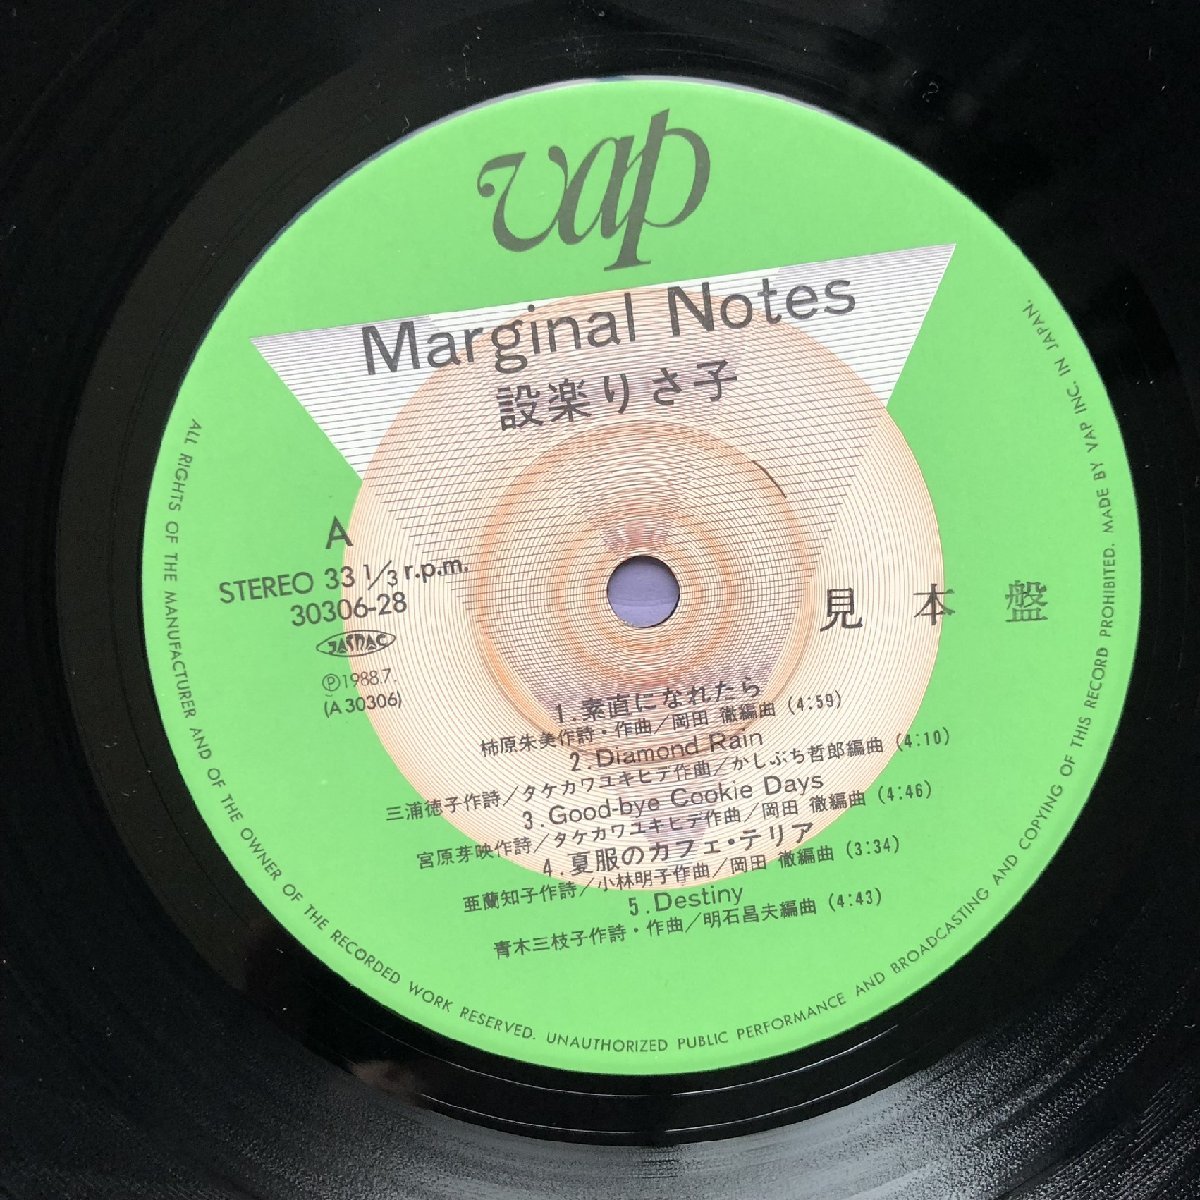 vap
Marginal Notes
設楽りさ子
A
STEREO 33 1/3 r.p.m.
30306-28
JASRAC
Ⓟ1988.7.
(A 30306)
見本盤
1.素直になれたら
柿原朱美作詩・作曲/岡田 徹編曲 (4:59)
2.Diamond Rain
三浦徳子作詩/タケカワユキヒデ作曲/かしぶち哲郎編曲 (4:10)
3.Good-bye Cookie Days
宮原芽映作詩/タケカワユキヒデ作曲/岡田 徹編曲 (4:46)
4.夏服のカフェ・テリア
亜蘭知子作詩/小林明子作曲/岡田 徹編曲 (3:34)
5.Destiny
青木三枝子作詩・作曲/明石昌夫編曲 (4:43)
ALL RIGHTS OF THE MANUFACTURER AND OF THE OWNER OF THE RECORDED WORK RESERVED. UNAUTHORIZED PUBLIC PERFORMANCE AND BROADCASTING AND COPYING OF THIS RECORD PROHIBITED. MADE BY VAP INC. IN JAPAN.